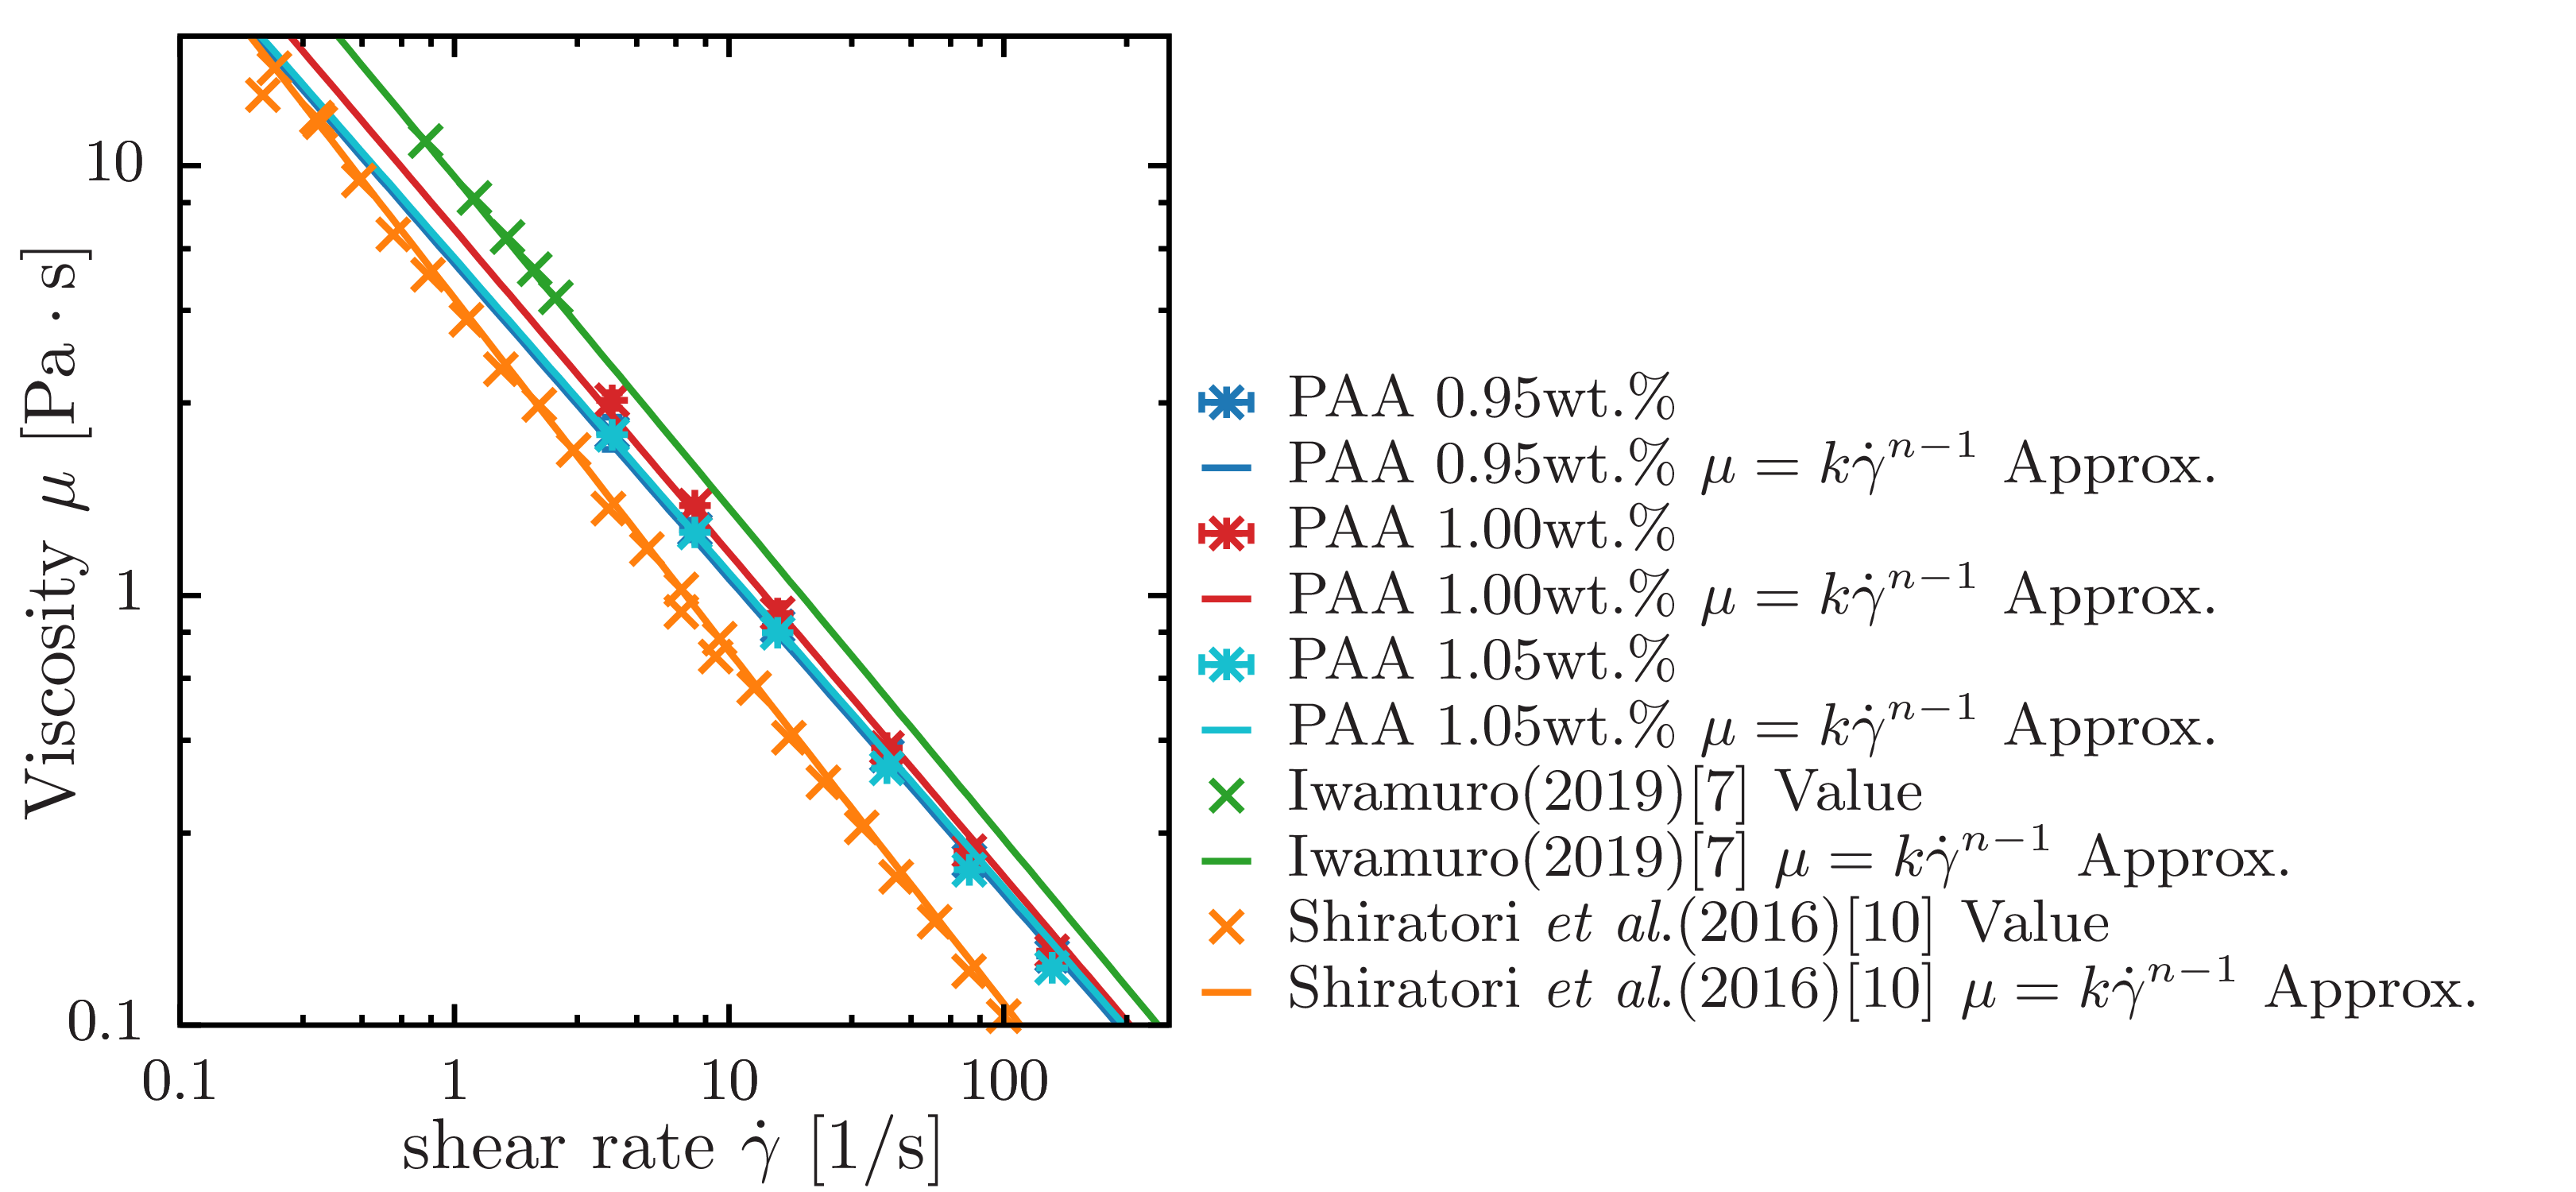 10
1
0.1
Viscosity μ [Pa · s]
0.1 1 10 100
shear rate γ̇ [1/s]
PAA 0.95wt.%
PAA 0.95wt.% μ = kγ̇ⁿ⁻¹ Approx.
PAA 1.00wt.%
PAA 1.00wt.% μ = kγ̇ⁿ⁻¹ Approx.
PAA 1.05wt.%
PAA 1.05wt.% μ = kγ̇ⁿ⁻¹ Approx.
Iwamuro(2019)[7] Value
Iwamuro(2019)[7] μ = kγ̇ⁿ⁻¹ Approx.
Shiratori et al.(2016)[10] Value
Shiratori et al.(2016)[10] μ = kγ̇ⁿ⁻¹ Approx.